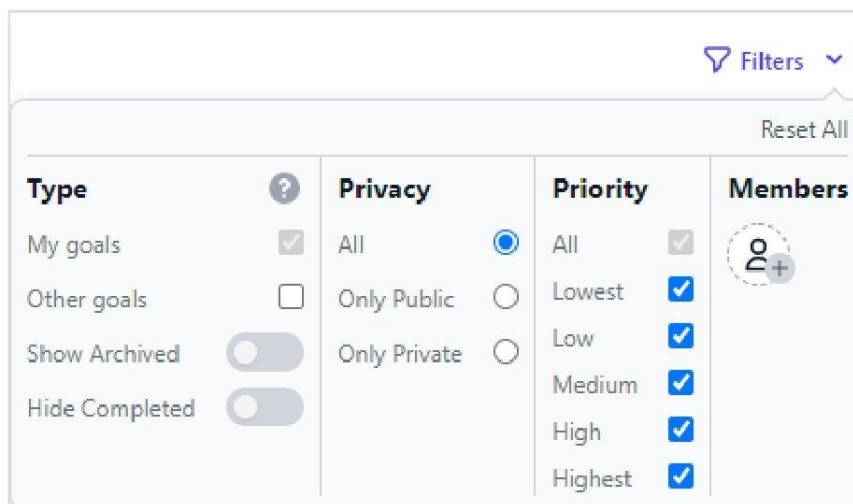 Filters
Reset All
Type ?
My goals
Other goals
Show Archived
Hide Completed
Privacy
All
Only Public
Only Private
Priority
All
Lowest
Low
Medium
High
Highest
Members